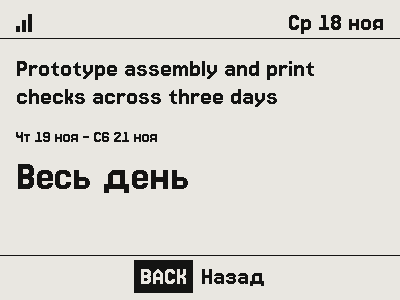 Ср 18 ноя
Prototype assembly and print
checks across three days
Чт 19 ноя – Сб 21 ноя
Весь день
BACK Назад